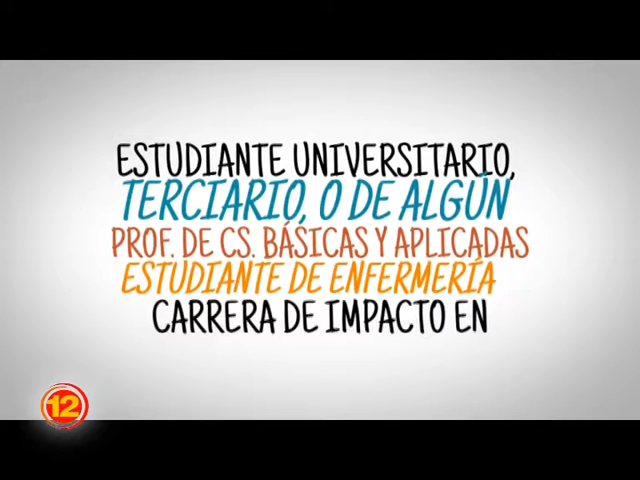 ESTUDIANTE UNIVERSITARIO,
TERCIARIO, O DE ALGÚN
PROF. DE CS. BÁSICAS Y APLICADAS
ESTUDIANTE DE ENFERMERÍA
CARRERA DE IMPACTO EN
12